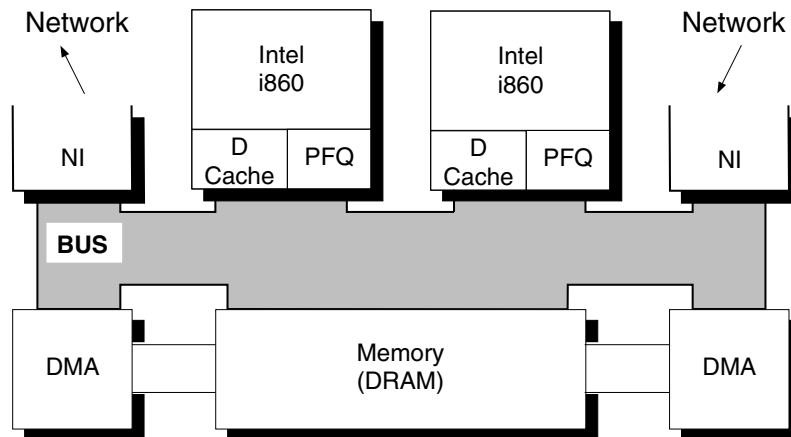 Network
Network
Intel
i860
Intel
i860
NI
D
Cache
PFQ
D
Cache
PFQ
NI
BUS
DMA
Memory
(DRAM)
DMA